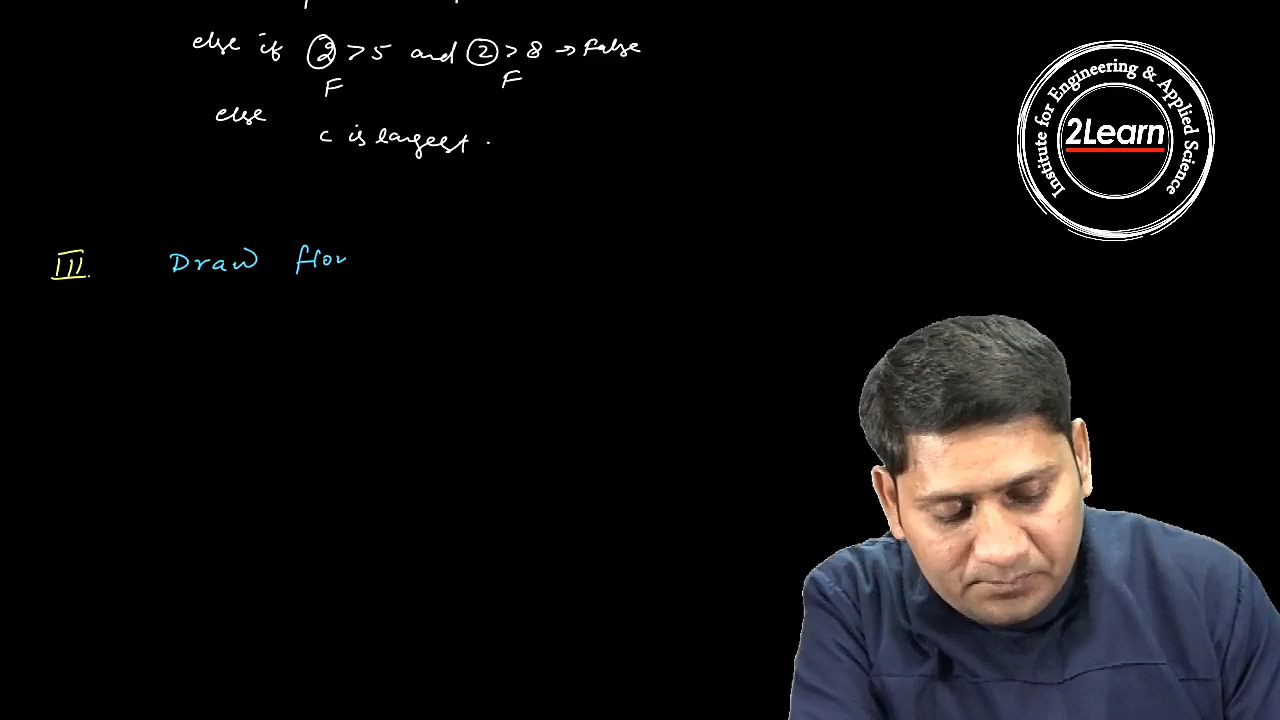 else if 2 > 5 and 2 > 8 → false
F F
else
c is largest .
III. Draw flow
Institute for Engineering & Applied Science
2Learn